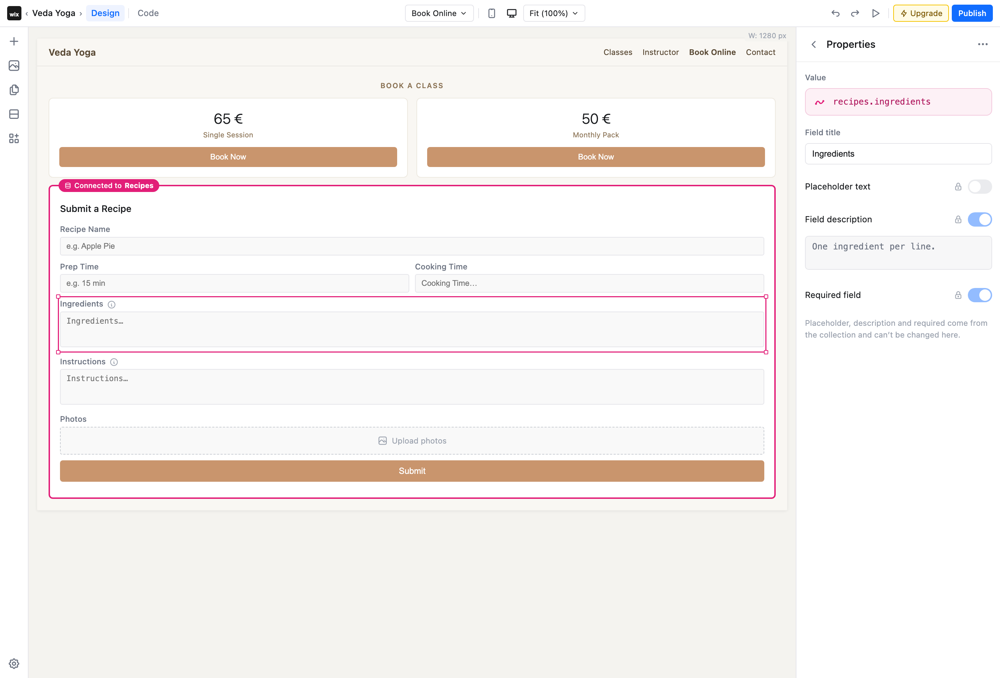 WIX
Veda Yoga
Design
Code
Book Online
Fit (100%)
Upgrade
Publish
W: 1280 px
Veda Yoga
Classes
Instructor
Book Online
Contact
BOOK A CLASS
65 €
Single Session
Book Now
50 €
Monthly Pack
Book Now
Connected to Recipes
Submit a Recipe
Recipe Name
e.g. Apple Pie
Prep Time
e.g. 15 min
Cooking Time
Cooking Time…
Ingredients
Ingredients…
Instructions
Instructions…
Photos
Upload photos
Submit
Properties
Value
recipes.ingredients
Field title
Ingredients
Placeholder text
Field description
One ingredient per line.
Required field
Placeholder, description and required come from
the collection and can’t be changed here.